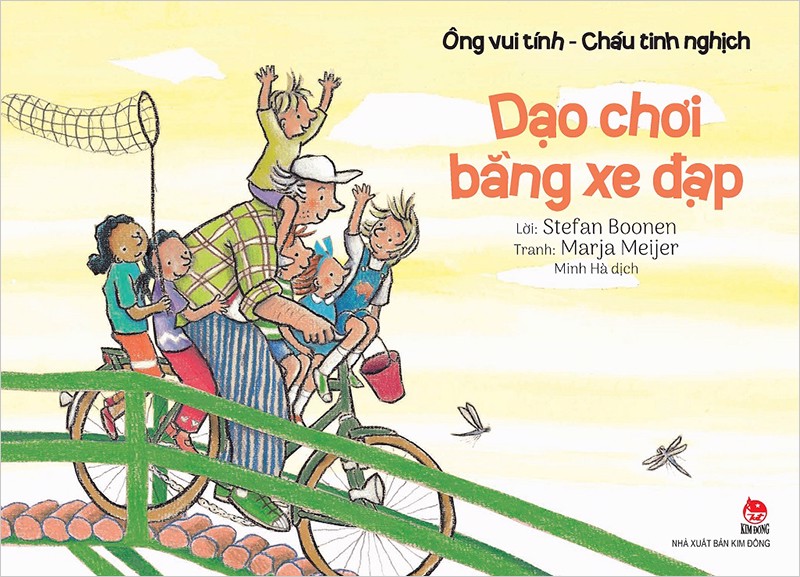 Ông vui tính - Cháu tinh nghịch
Dạo chơi
bằng xe đạp
Lời: Stefan Boonen
Tranh: Marja Meijer
Minh Hà dịch
KIM ĐỒNG
NHÀ XUẤT BẢN KIM ĐỒNG